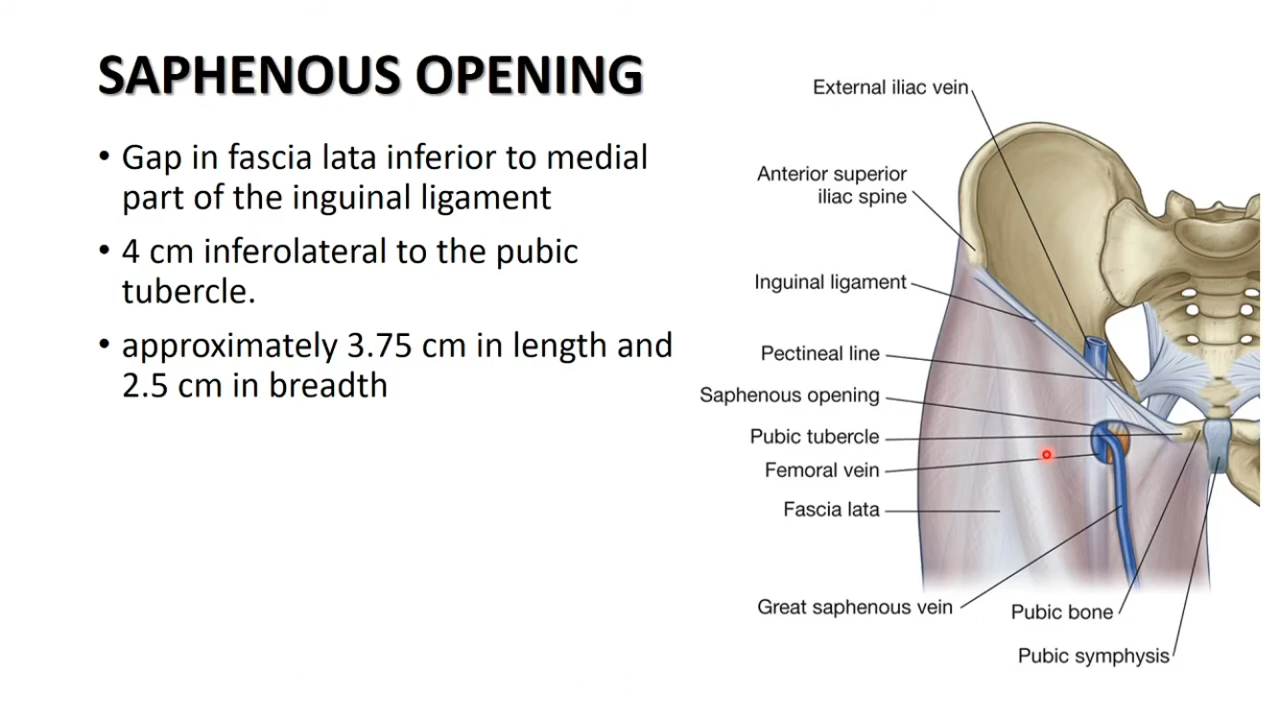 SAPHENOUS OPENING
• Gap in fascia lata inferior to medial
part of the inguinal ligament
• 4 cm inferolateral to the pubic
tubercle.
• approximately 3.75 cm in length and
2.5 cm in breadth
External iliac vein
Anterior superior
iliac spine
Inguinal ligament
Pectineal line
Saphenous opening
Pubic tubercle
Femoral vein
Fascia lata
Great saphenous vein
Pubic bone
Pubic symphysis